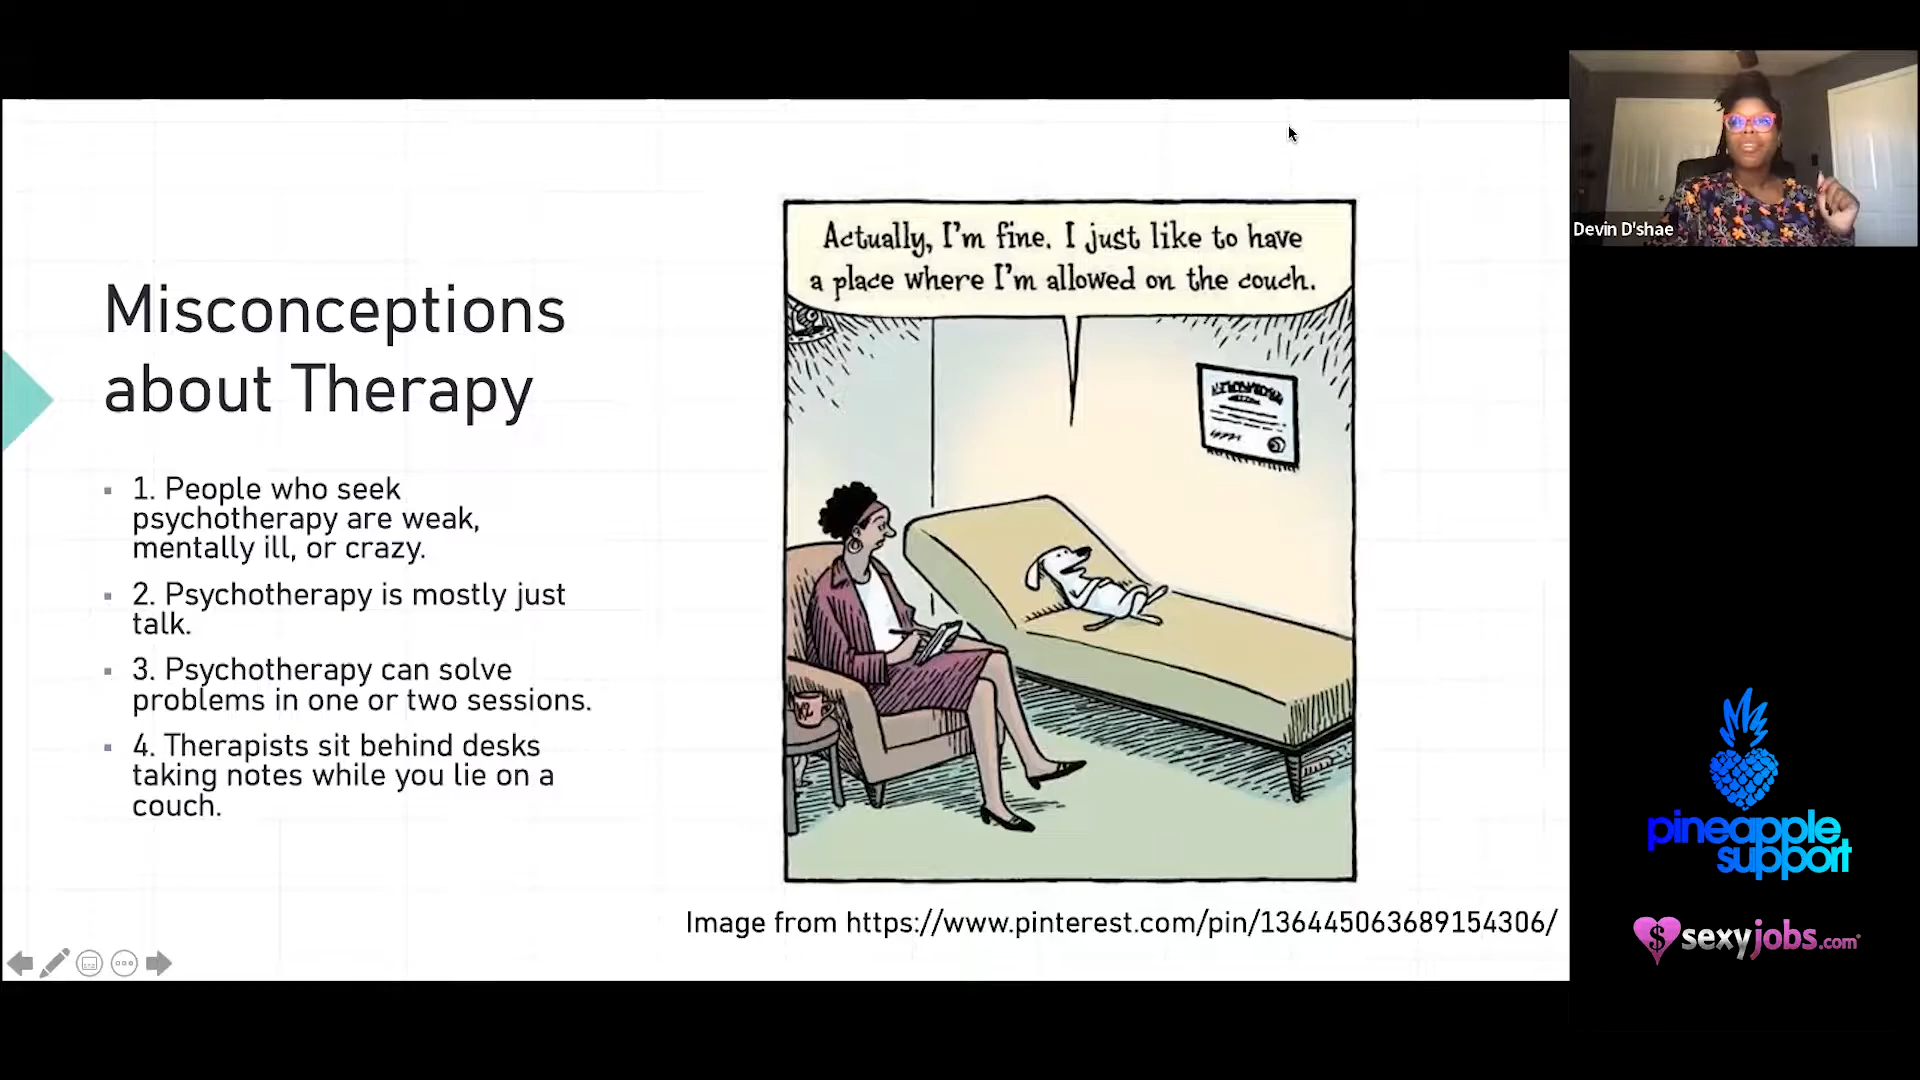 Misconceptions
about Therapy
1. People who seek
psychotherapy are weak,
mentally ill, or crazy.
2. Psychotherapy is mostly just
talk.
3. Psychotherapy can solve
problems in one or two sessions.
4. Therapists sit behind desks
taking notes while you lie on a
couch.
Actually, I'm fine. I just like to have
a place where I'm allowed on the couch.
Image from https://www.pinterest.com/pin/136445063689154306/
Devin D'shae
pineapple
support
$
sexyjobs.com